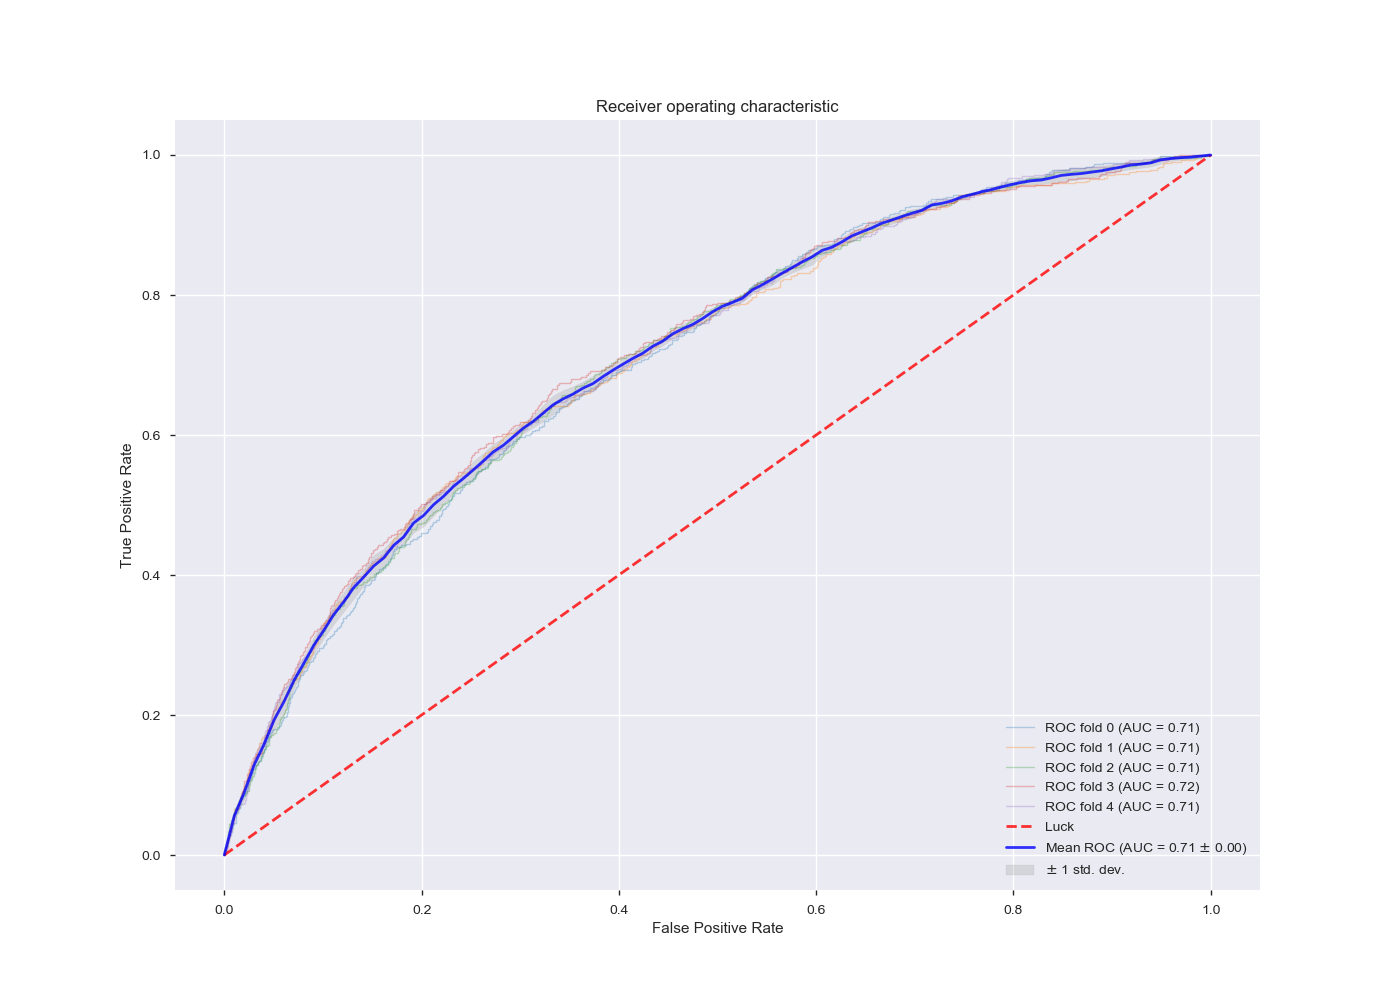 Receiver operating characteristic
1.0
0.8
0.6
0.4
0.2
0.0
True Positive Rate
0.0 0.2 0.4 0.6 0.8 1.0
False Positive Rate
ROC fold 0 (AUC = 0.71)
ROC fold 1 (AUC = 0.71)
ROC fold 2 (AUC = 0.71)
ROC fold 3 (AUC = 0.72)
ROC fold 4 (AUC = 0.71)
Luck
Mean ROC (AUC = 0.71 ± 0.00)
± 1 std. dev.